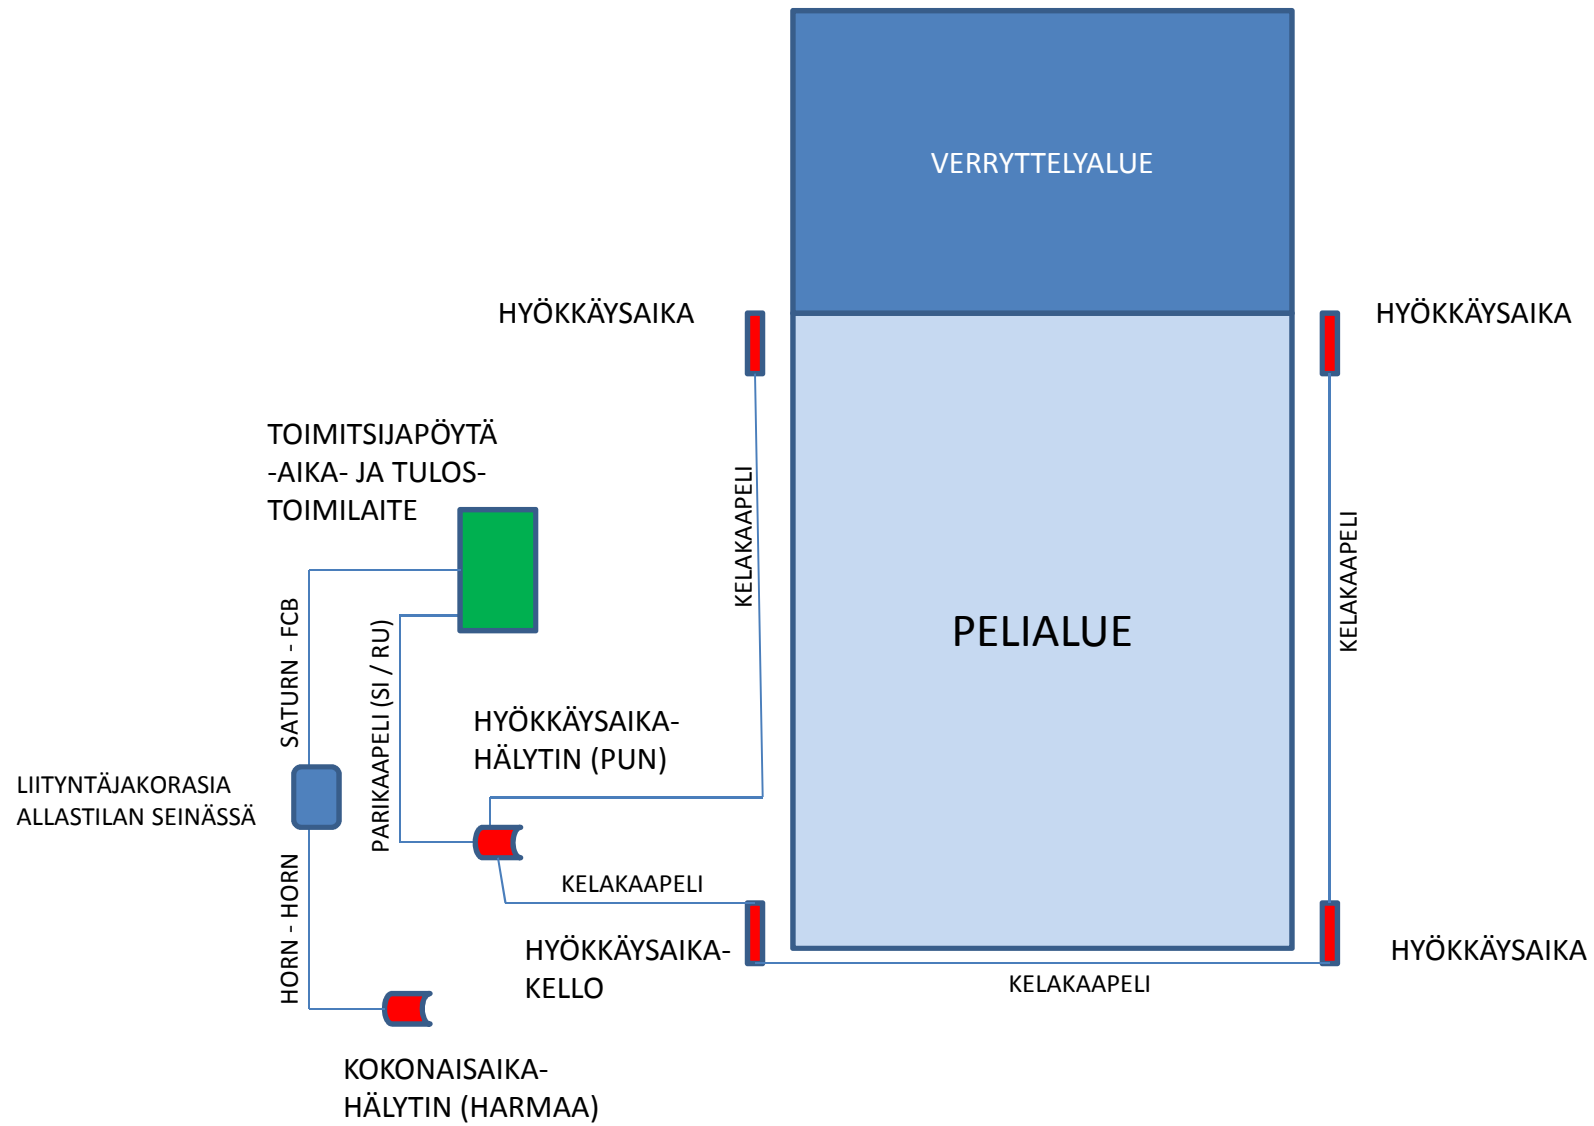 VERRYTTELYALUE
HYÖKKÄYSAIKA
HYÖKKÄYSAIKA
TOIMITSIJAPÖYTÄ
-AIKA- JA TULOS-
TOIMILAITE
KELAKAAPELI
KELAKAAPELI
PELIALUE
SATURN - FCB
PARIKAAPELI (SI / RU)
HYÖKKÄYSAIKA-
HÄLYTIN (PUN)
LIITYNTÄJAKORASIA
ALLASTILAN SEINÄSSÄ
KELAKAAPELI
HORN - HORN
HYÖKKÄYSAIKA-
KELLO
HYÖKKÄYSAIKA
KELAKAAPELI
KOKONAISAIKA-
HÄLYTIN (HARMAA)